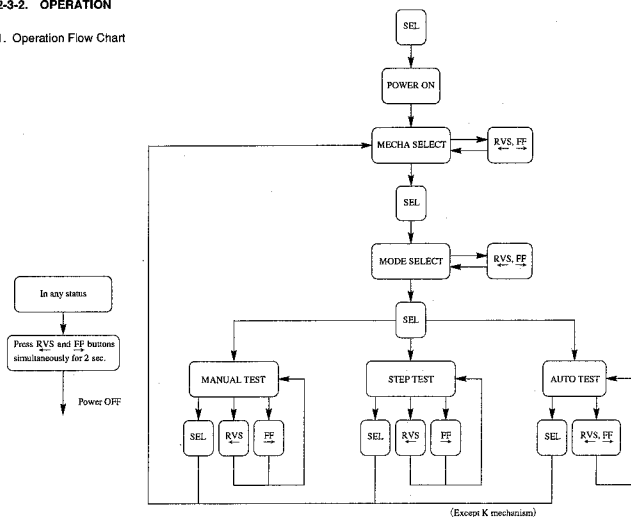 2-3-2. OPERATION
1. Operation Flow Chart
SEL
POWER ON
MECHA SELECT
RVS, FF
← →
SEL
MODE SELECT
RVS, FF
← →
SEL
In any status
Press RVS and FF buttons
← →
simultaneously for 2 sec.
Power OFF
MANUAL TEST
STEP TEST
AUTO TEST
SEL
RVS
←
FF
→
SEL
RVS
←
FF
→
SEL
RVS, FF
← →
(Except K mechanism)